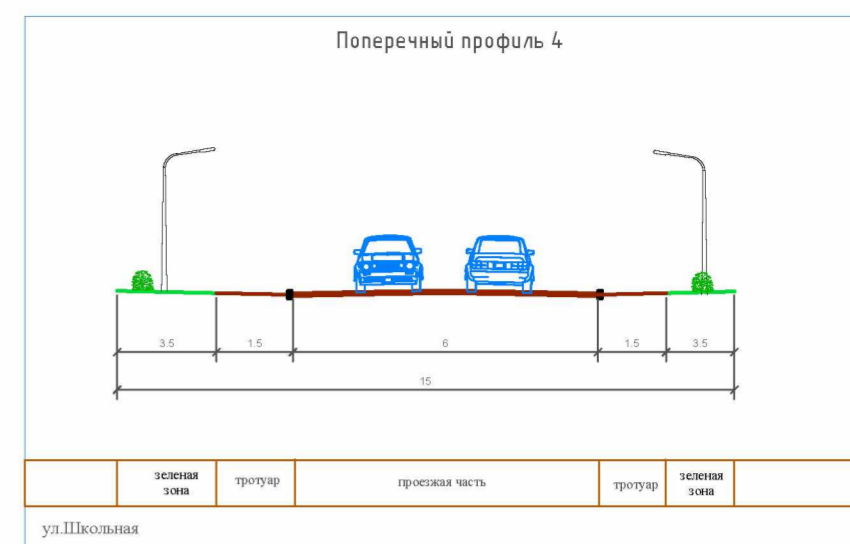 Поперечный профиль 4
3.5 1.5 6 1.5 3.5
15
зеленая
зона
тротуар
проезжая часть
тротуар
зеленая
зона
ул.Школьная